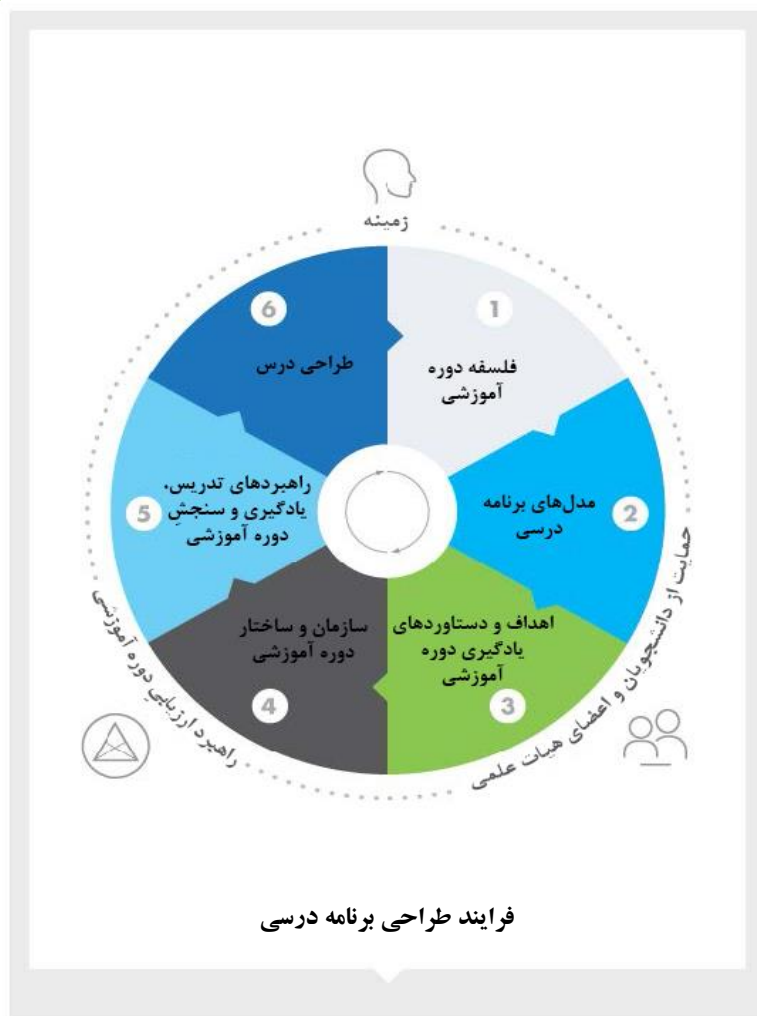 زمینه
1
فلسفه دوره
آموزشی
2
مدل‌های برنامه
درسی
3
اهداف و دستاوردهای
یادگیری دوره
آموزشی
4
سازمان و ساختار
دوره آموزشی
5
راهبردهای تدریس،
یادگیری و سنجشِ
دوره آموزشی
6
طراحی درس
حمایت از دانشجویان و اعضای هیات علمی
راهبرد ارزیابیِ دوره آموزشی
فرایند طراحی برنامه درسی